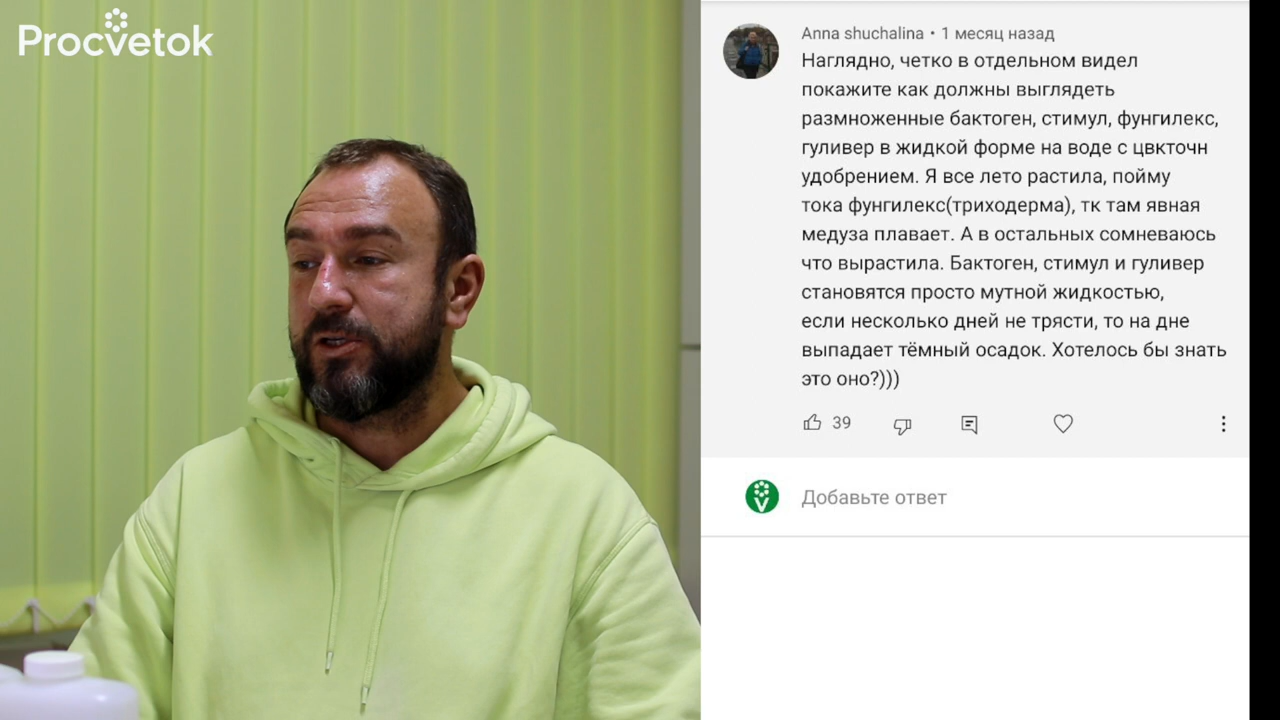 Procvetok
Anna shuchalina • 1 месяц назад
Наглядно, четко в отдельном видел
покажите как должны выглядеть
размноженные бактоген, стимул, фунгилекс,
гуливер в жидкой форме на воде с цвкточн
удобрением. Я все лето растила, пойму
тока фунгилекс(триходерма), тк там явная
медуза плавает. А в остальных сомневаюсь
что вырастила. Бактоген, стимул и гуливер
становятся просто мутной жидкостью,
если несколько дней не трясти, то на дне
выпадает тёмный осадок. Хотелось бы знать
это оно?)))
39
Добавьте ответ